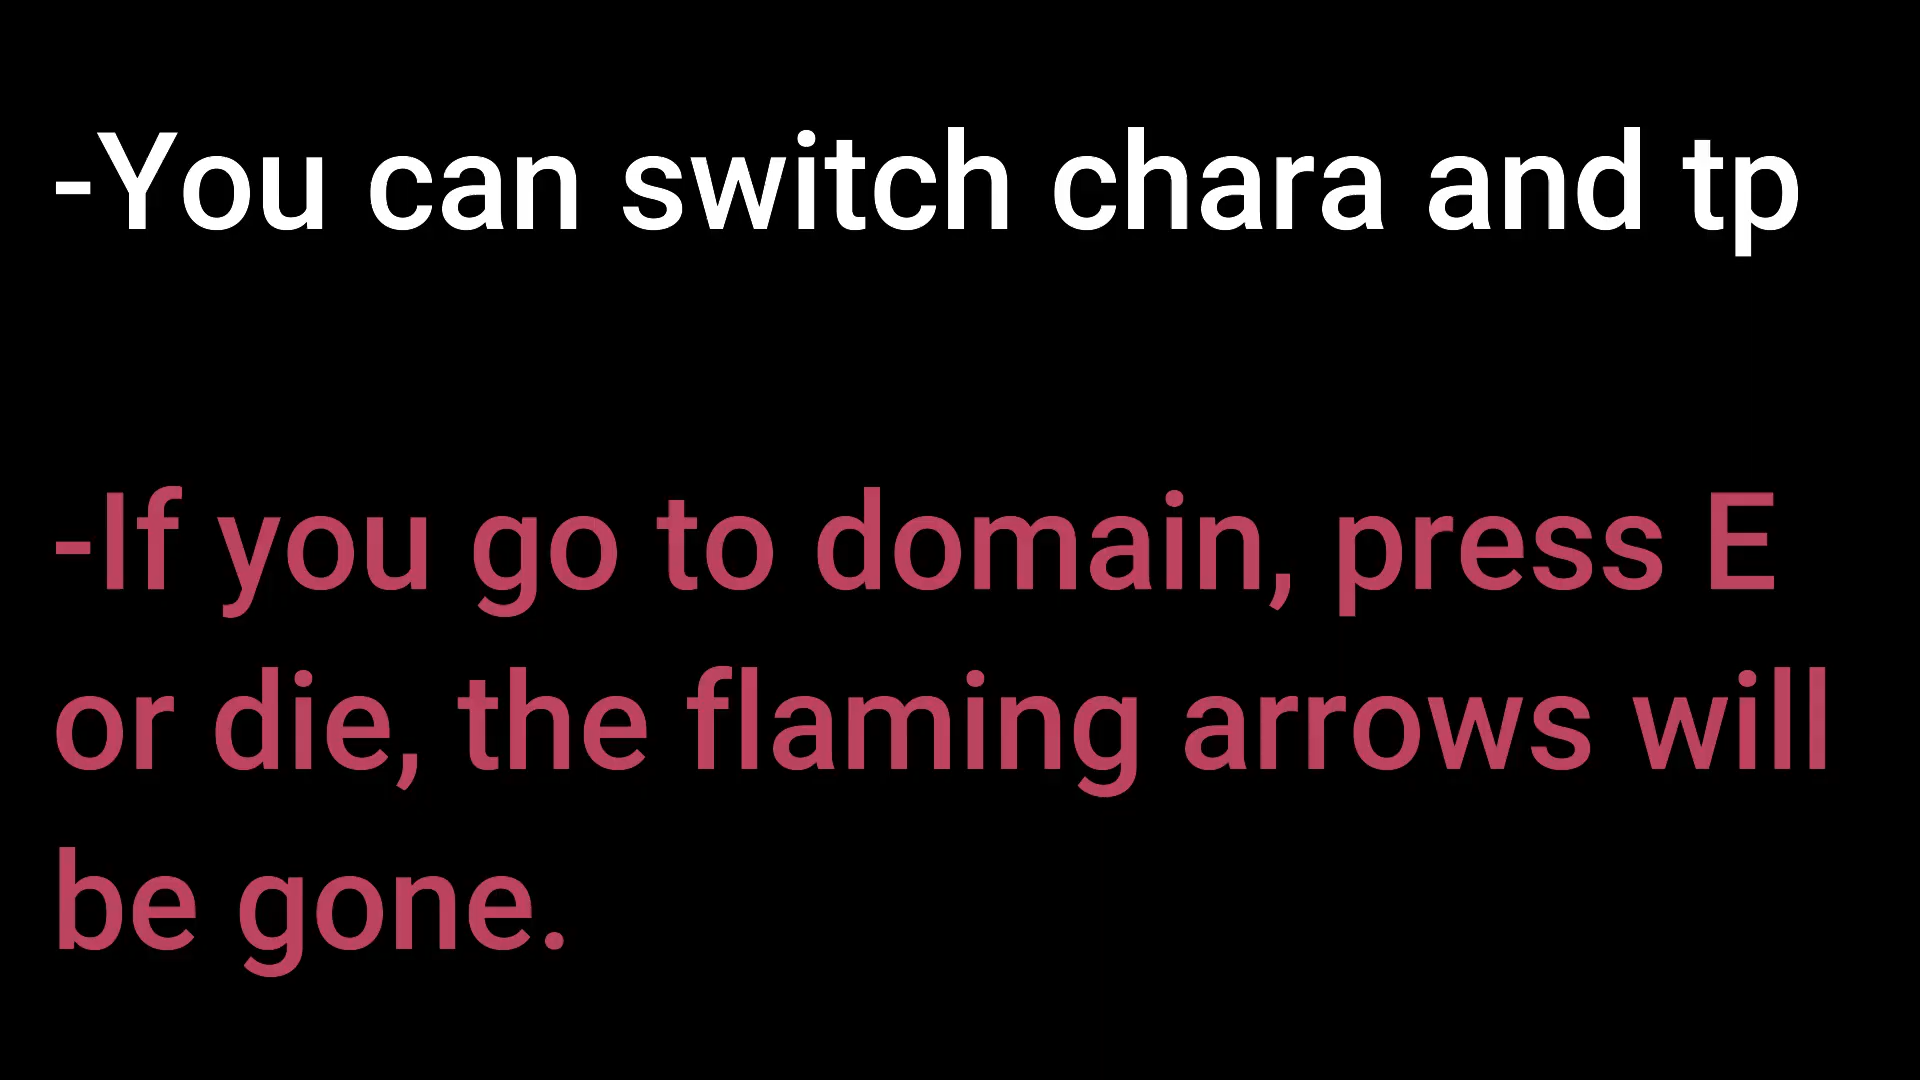 -You can switch chara and tp
-If you go to domain, press E
or die, the flaming arrows will
be gone.